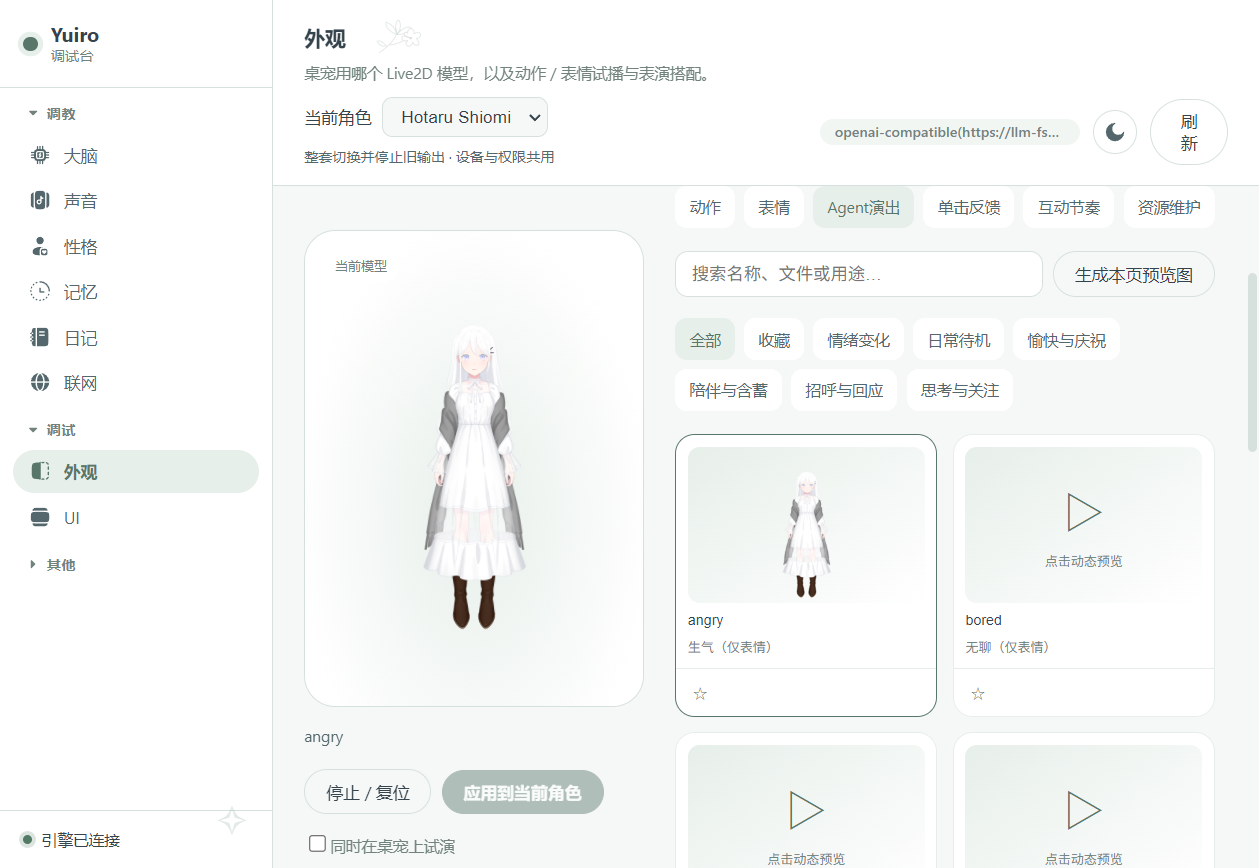 Yuiro
调试台
调教
大脑
声音
性格
记忆
日记
联网
调试
外观
UI
其他
引擎已连接
外观
桌宠用哪个 Live2D 模型，以及动作 / 表情试播与表演搭配。
当前角色
Hotaru Shiomi
整套切换并停止旧输出 · 设备与权限共用
openai-compatible(https://llm-fs...
刷
新
当前模型
angry
停止 / 复位
应用到当前角色
同时在桌宠上试演
动作
表情
Agent演出
单击反馈
互动节奏
资源维护
搜索名称、文件或用途…
生成本页预览图
全部
收藏
情绪变化
日常待机
愉快与庆祝
陪伴与含蓄
招呼与回应
思考与关注
angry
生气（仅表情）
☆
点击动态预览
bored
无聊（仅表情）
☆
点击动态预览
点击动态预览